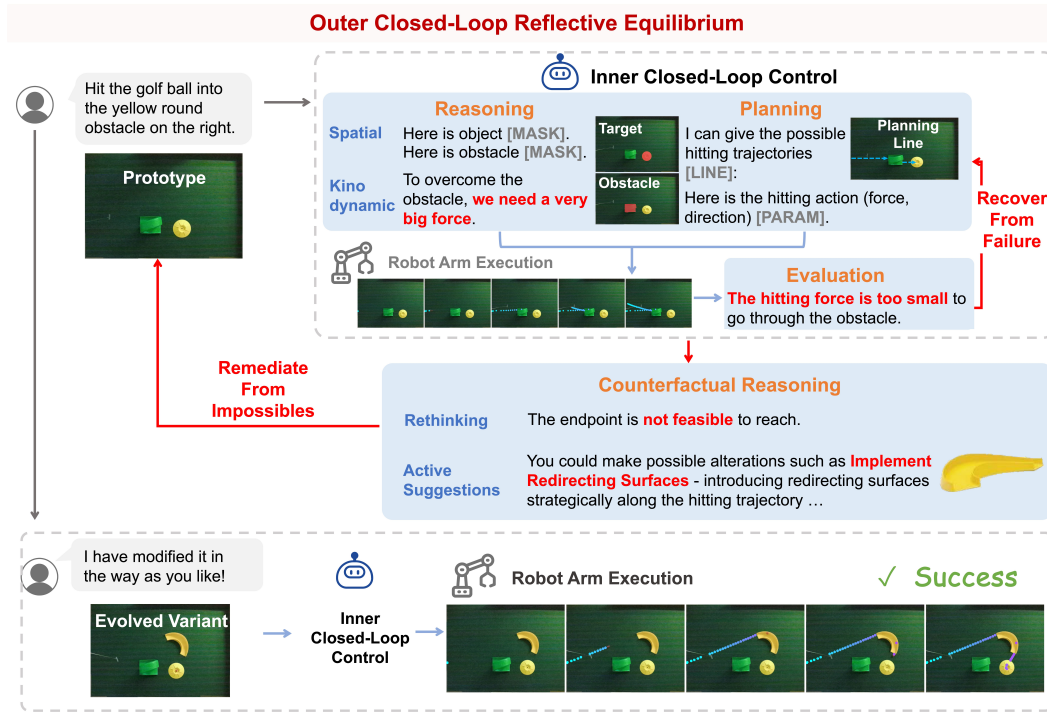 Outer Closed-Loop Reflective Equilibrium
Hit the golf ball into
the yellow round
obstacle on the right.
Prototype
Inner Closed-Loop Control
Reasoning
Spatial
Here is object [MASK].
Here is obstacle [MASK].
Kino
dynamic
To overcome the
obstacle, we need a very
big force.
Target
Obstacle
Planning
I can give the possible
hitting trajectories
[LINE]:
Planning
Line
Here is the hitting action (force,
direction) [PARAM].
Recover
From
Failure
Robot Arm Execution
Evaluation
The hitting force is too small to
go through the obstacle.
Remediate
From
Impossibles
Counterfactual Reasoning
Rethinking
The endpoint is not feasible to reach.
Active
Suggestions
You could make possible alterations such as Implement
Redirecting Surfaces - introducing redirecting surfaces
strategically along the hitting trajectory …
I have modified it in
the way as you like!
Evolved Variant
Inner
Closed-Loop
Control
Robot Arm Execution
✓ Success